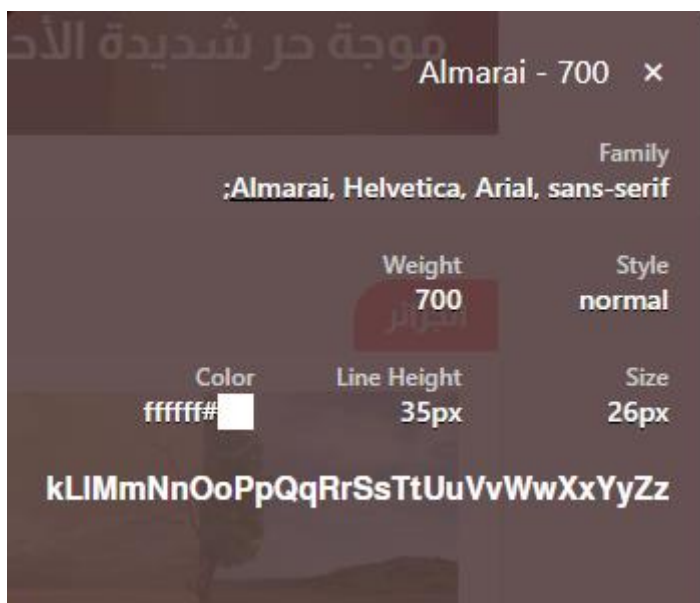 موجة حر شديدة
Almarai - 700 ×
Family
;Almarai, Helvetica, Arial, sans-serif
Weight Style
700 normal
الجزائر
Color Line Height Size
ffffff# 35px 26px
kLlMmNnOoPpQqRrSsTtUuVvWwXxYyZz